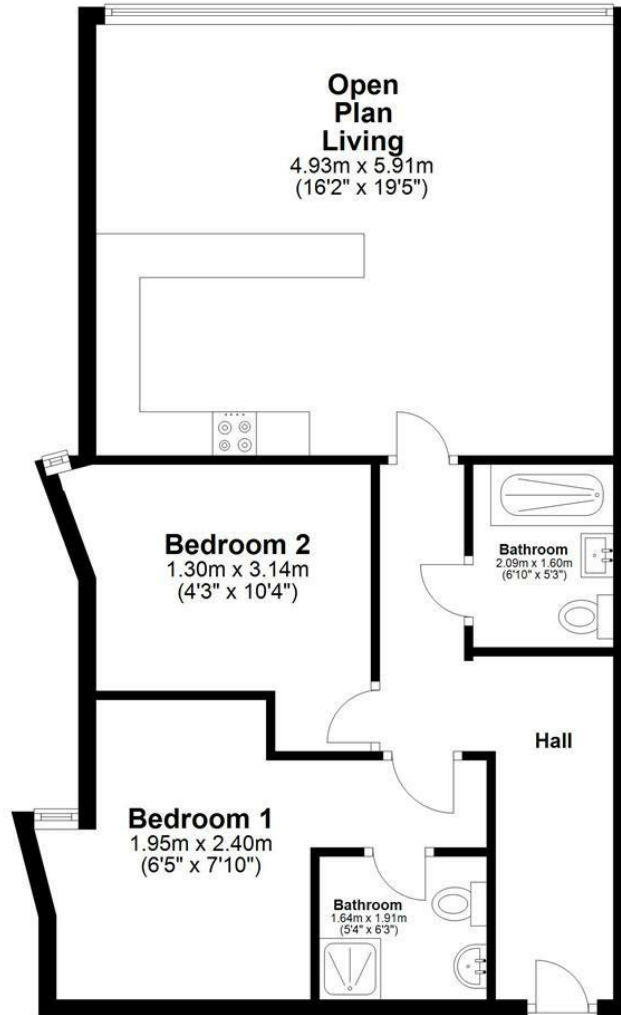 Open
Plan
Living
4.93m x 5.91m
(16'2" x 19'5")
Bedroom 2
1.30m x 3.14m
(4'3" x 10'4")
Bathroom
2.09m x 1.60m
(6'10" x 5'3")
Hall
Bedroom 1
1.95m x 2.40m
(6'5" x 7'10")
Bathroom
1.64m x 1.91m
(5'4" x 6'3")